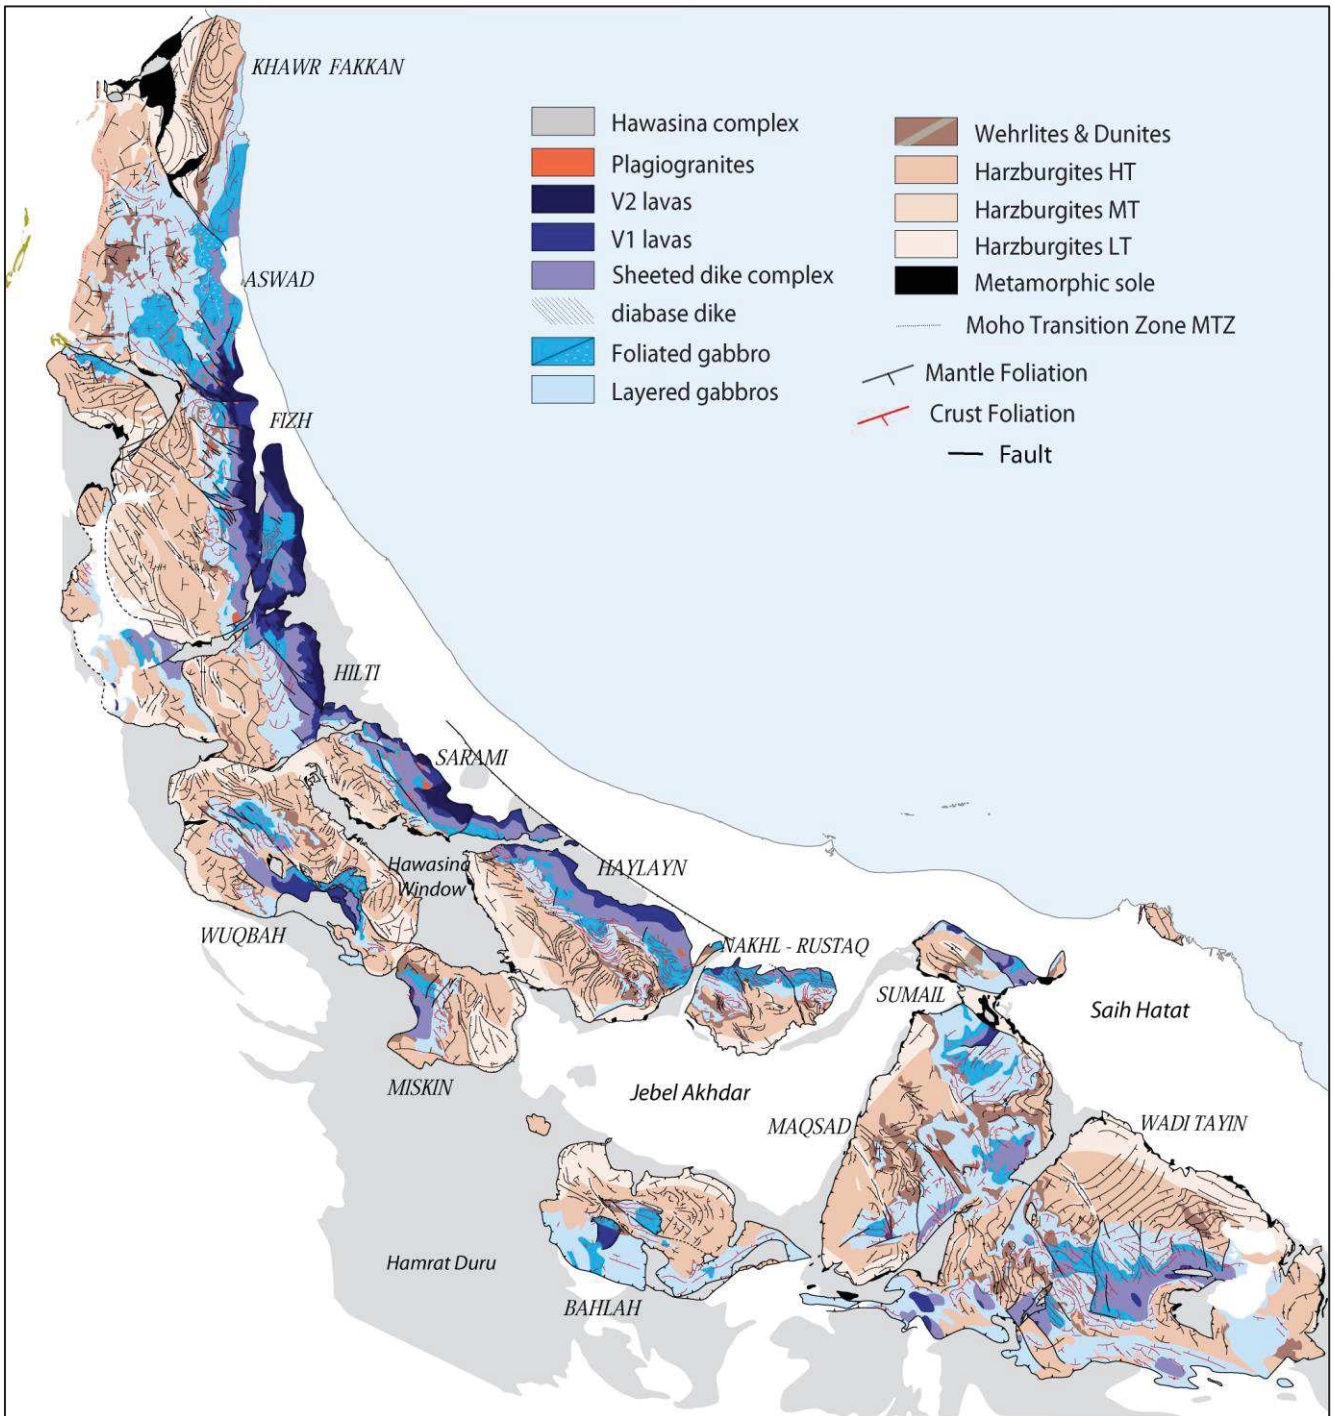 KHAWR FAKKAN
Hawasina complex
Plagiogranites
V2 lavas
V1 lavas
Sheeted dike complex
diabase dike
Foliated gabbro
Layered gabbros
Wehrlites & Dunites
Harzburgites HT
Harzburgites MT
Harzburgites LT
Metamorphic sole
Moho Transition Zone MTZ
Mantle Foliation
Crust Foliation
Fault
ASWAD
FIZH
HILTI
SARAMI
Hawasina
Window
HAYLAYN
WUQBAH
NAKHL - RUSTAQ
SUMAIL
Saih Hatat
MISKIN
Jebel Akhdar
MAQSAD
WADI TAYIN
Hamrat Duru
BAHLAH